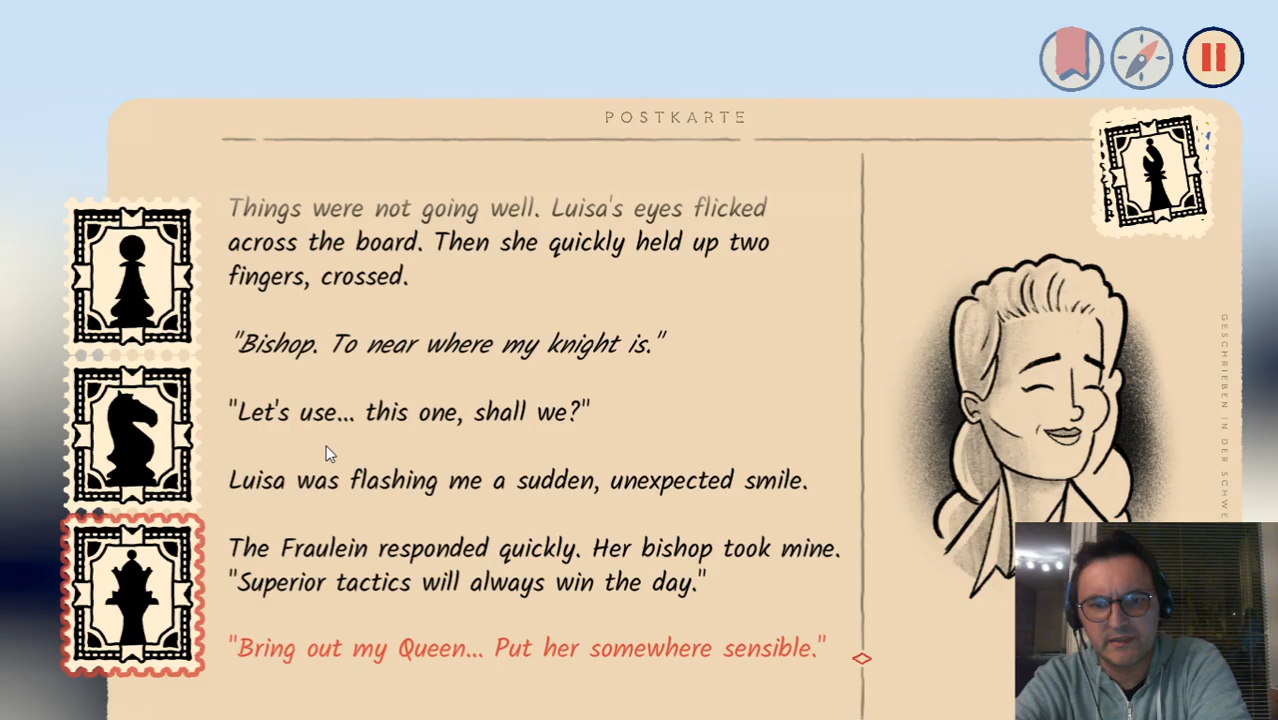 POSTKARTE
Things were not going well. Luisa's eyes flicked
across the board. Then she quickly held up two
fingers, crossed.
"Bishop. To near where my knight is."
"Let's use... this one, shall we?"
Luisa was flashing me a sudden, unexpected smile.
The Fraulein responded quickly. Her bishop took mine.
"Superior tactics will always win the day."
"Bring out my Queen... Put her somewhere sensible."
GESCHRIEBEN IN DER